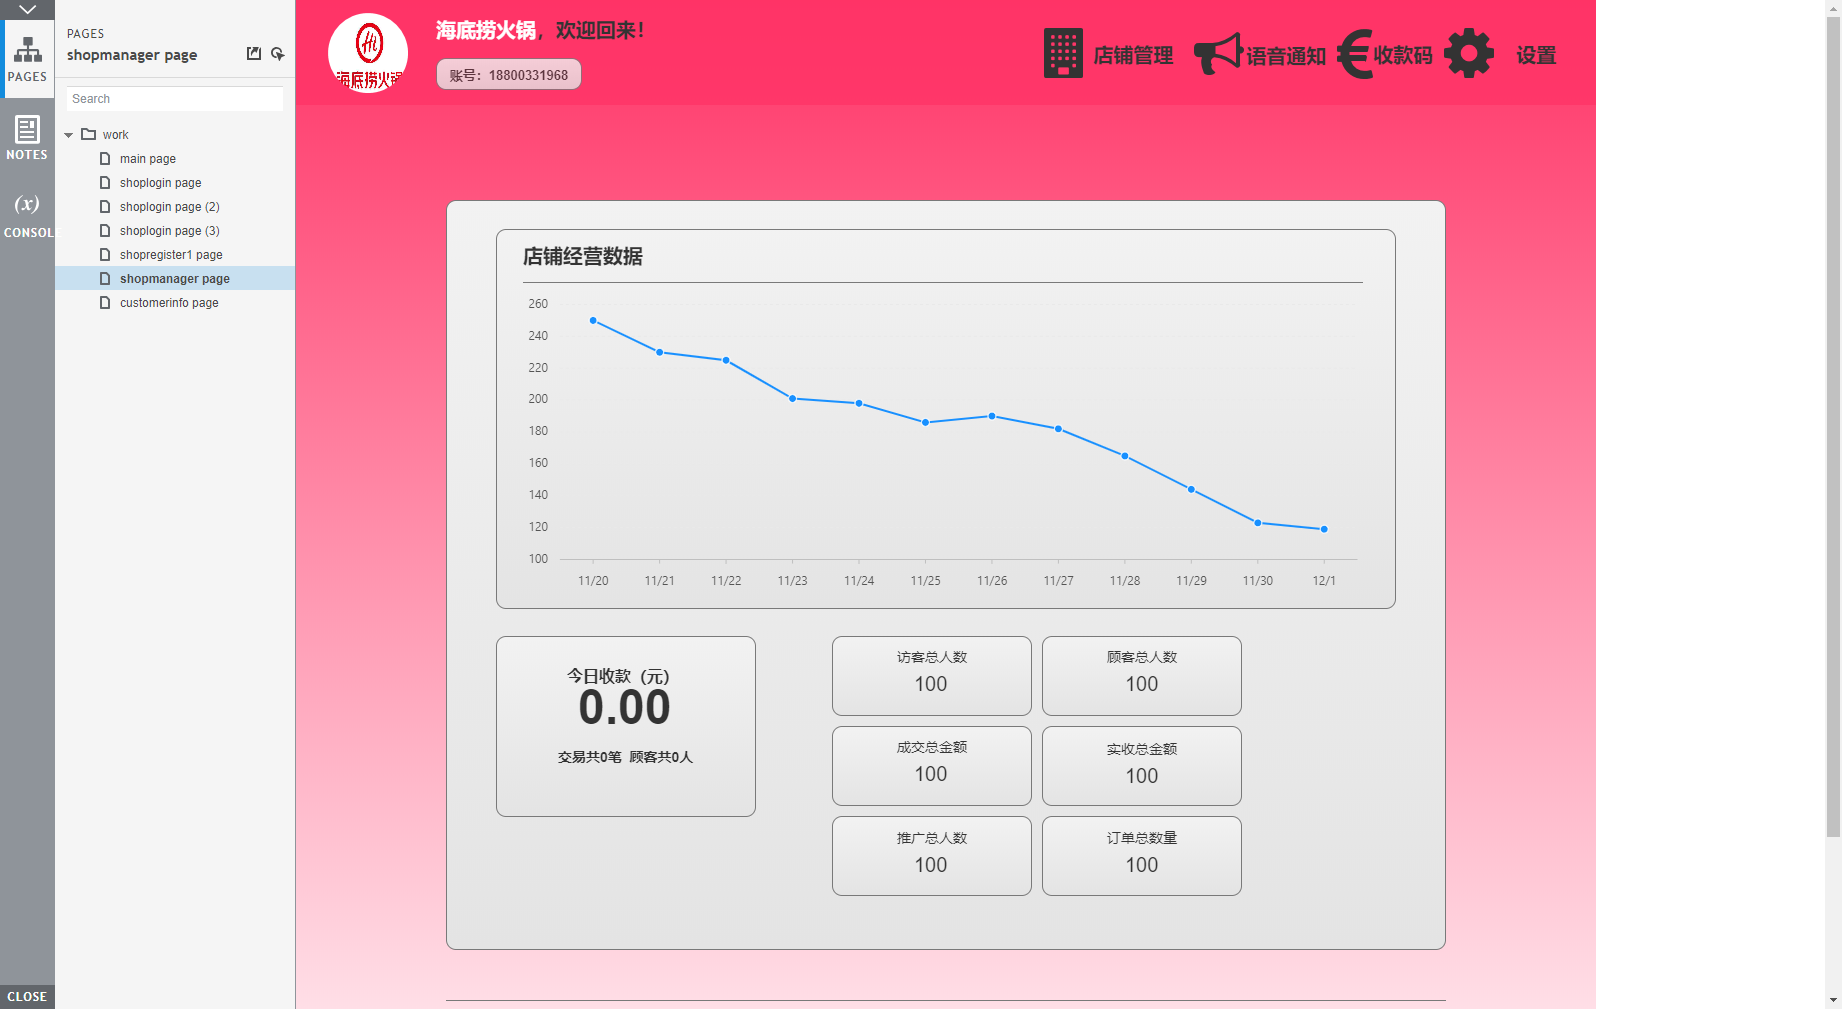 PAGES
shopmanager page
PAGES
Search
NOTES
(x)
CONSOLE
work
main page
shoplogin page
shoplogin page (2)
shoplogin page (3)
shopregister1 page
shopmanager page
customerinfo page
CLOSE
海底捞火锅
海底捞火锅，欢迎回来！
账号：18800331968
店铺管理
语音通知
收款码
设置
店铺经营数据
260
240
220
200
180
160
140
120
100
11/20 11/21 11/22 11/23 11/24 11/25 11/26 11/27 11/28 11/29 11/30 12/1
今日收款（元）
0.00
交易共0笔 顾客共0人
访客总人数
100
顾客总人数
100
成交总金额
100
实收总金额
100
推广总人数
100
订单总数量
100